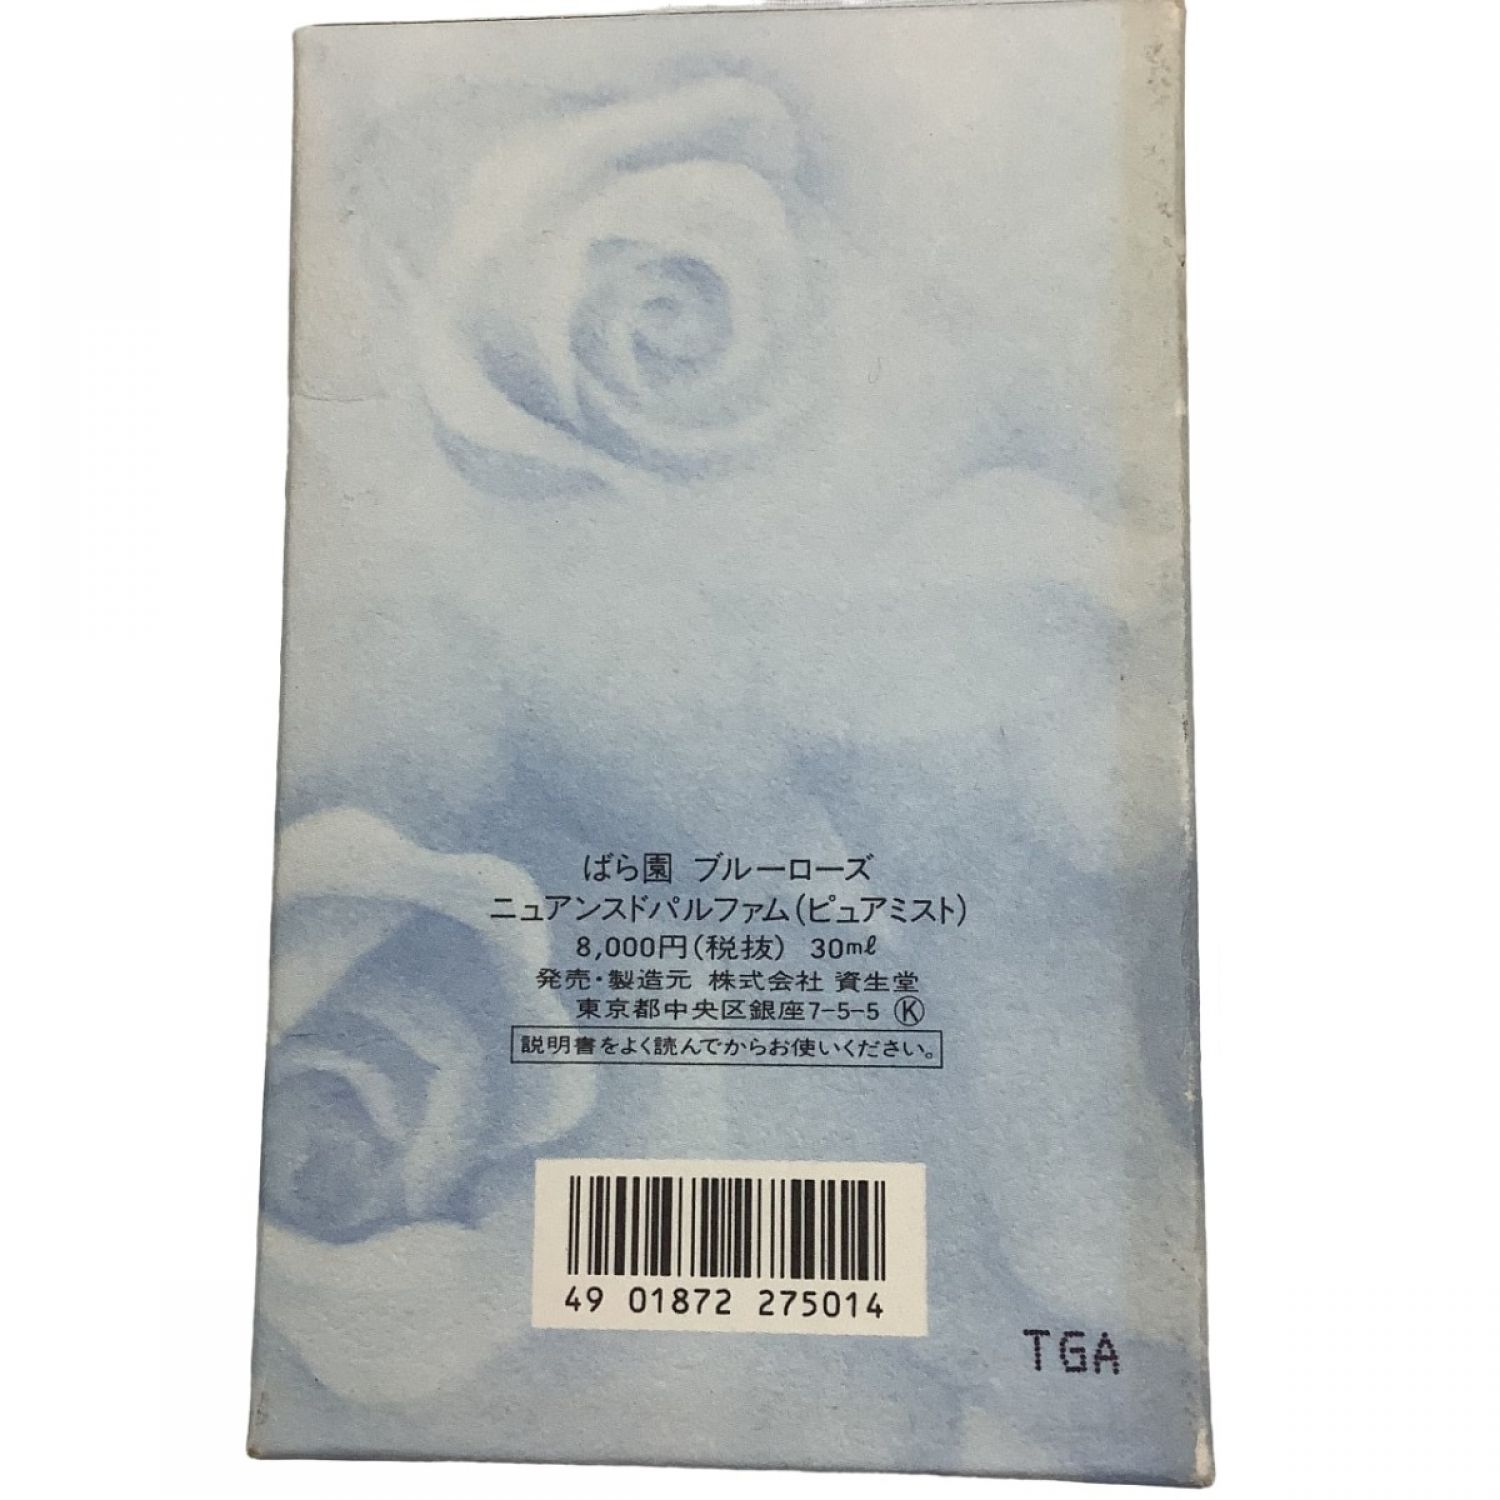 ばら園 ブルーローズ
ニュアンスドパルファム(ピュアミスト)
8,000円(税抜) 30mℓ
発売・製造元 株式会社 資生堂
東京都中央区銀座7-5-5 Ⓚ
説明書をよく読んでからお使いください。
49 01872 275014
TGA